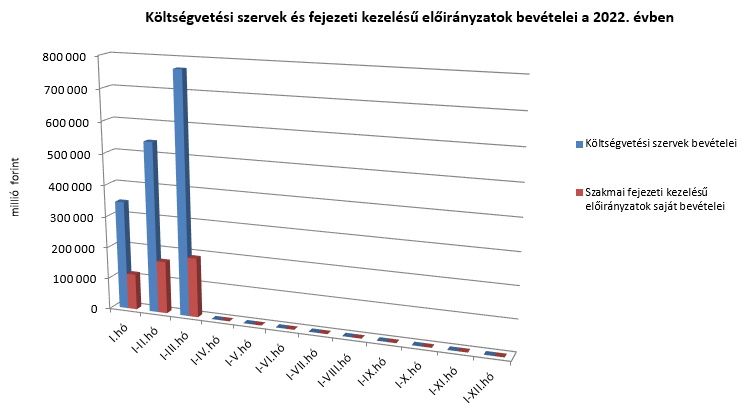 Költségvetési szervek és fejezeti kezelésű előirányzatok bevételei a 2022. évben
millió forint
800 000
700 000
600 000
500 000
400 000
300 000
200 000
100 000
0
I.hó
I-II.hó
I-III.hó
I-IV.hó
I-V.hó
I-VI.hó
I-VII.hó
I-VIII.hó
I-IX.hó
I-X.hó
I-XI.hó
I-XII.hó
Költségvetési szervek bevételei
Szakmai fejezeti kezelésű
előirányzatok saját bevételei